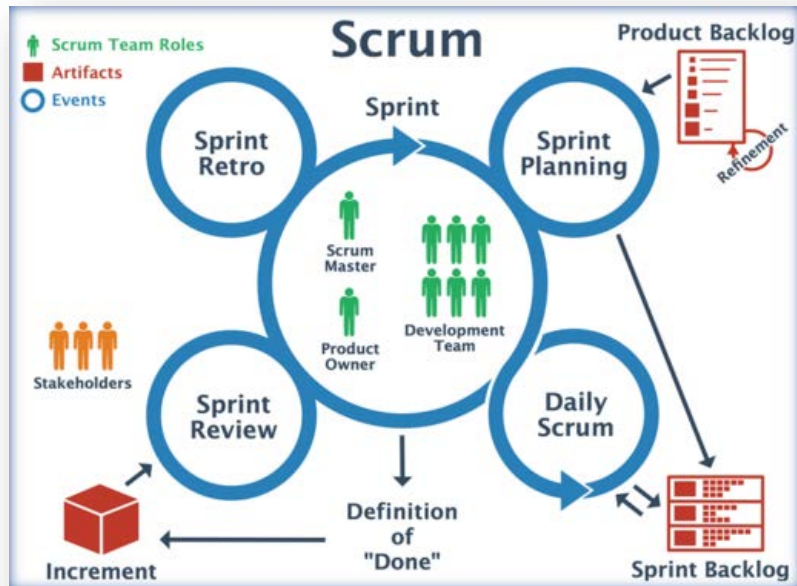 Scrum
Scrum Team Roles
Artifacts
Events
Product Backlog
Refinement
Sprint
Sprint
Retro
Sprint
Planning
Scrum
Master
Product
Owner
Development
Team
Stakeholders
Sprint
Review
Daily
Scrum
Definition
of
"Done"
Increment
Sprint Backlog